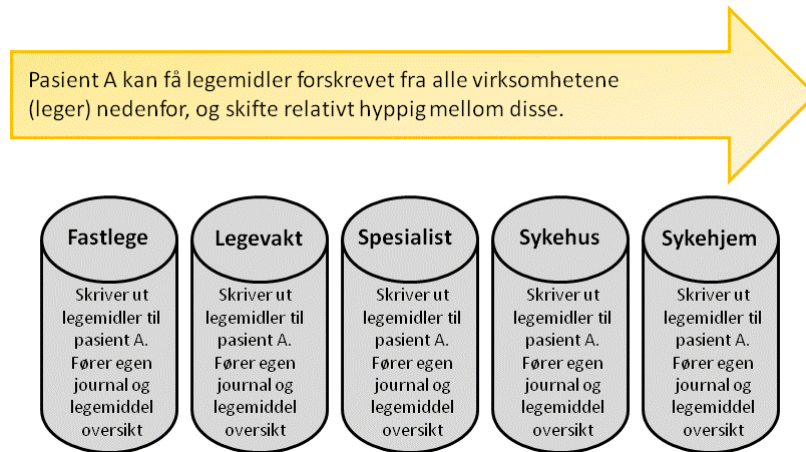 Pasient A kan få legemidler forskrevet fra alle virksomhetene
(leger) nedenfor, og skifte relativt hyppig mellom disse.
Fastlege
Skriver ut
legemidler til
pasient A.
Fører egen
journal og
legemiddel
oversikt
Legevakt
Skriver ut
legemidler til
pasient A.
Fører egen
journal og
legemiddel
oversikt
Spesialist
Skriver ut
legemidler til
pasient A.
Fører egen
journal og
legemiddel
oversikt
Sykehus
Skriver ut
legemidler til
pasient A.
Fører egen
journal og
legemiddel
oversikt
Sykehjem
Skriver ut
legemidler til
pasient A.
Fører egen
journal og
legemiddel
oversikt